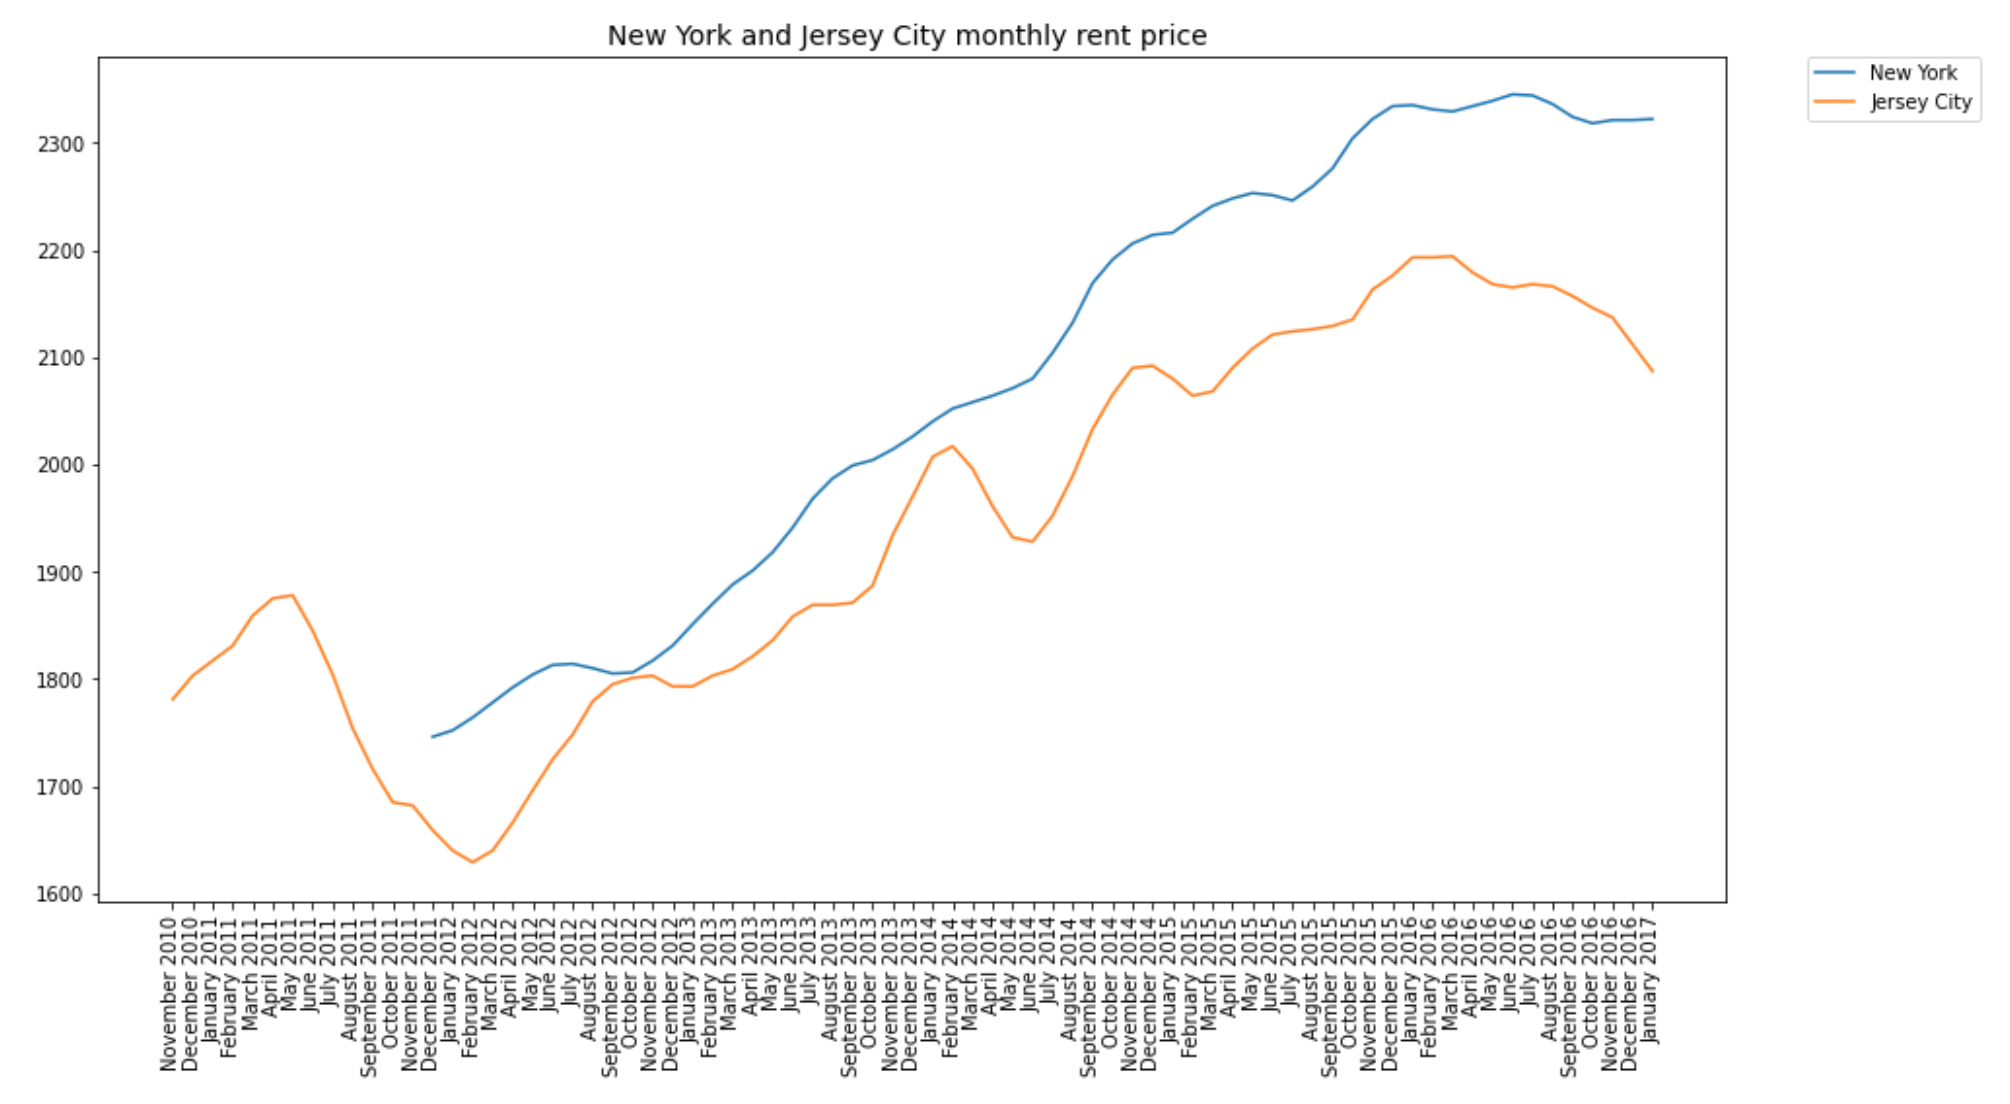 New York and Jersey City monthly rent price
New York
Jersey City
2300
2200
2100
2000
1900
1800
1700
1600
November 2010
December 2010
January 2011
February 2011
March 2011
April 2011
May 2011
June 2011
July 2011
August 2011
September 2011
October 2011
November 2011
December 2011
January 2012
February 2012
March 2012
April 2012
May 2012
June 2012
July 2012
August 2012
September 2012
October 2012
November 2012
December 2012
January 2013
February 2013
March 2013
April 2013
May 2013
June 2013
July 2013
August 2013
September 2013
October 2013
November 2013
December 2013
January 2014
February 2014
March 2014
April 2014
May 2014
June 2014
July 2014
August 2014
September 2014
October 2014
November 2014
December 2014
January 2015
February 2015
March 2015
April 2015
May 2015
June 2015
July 2015
August 2015
September 2015
October 2015
November 2015
December 2015
January 2016
February 2016
March 2016
April 2016
May 2016
June 2016
July 2016
August 2016
September 2016
October 2016
November 2016
December 2016
January 2017